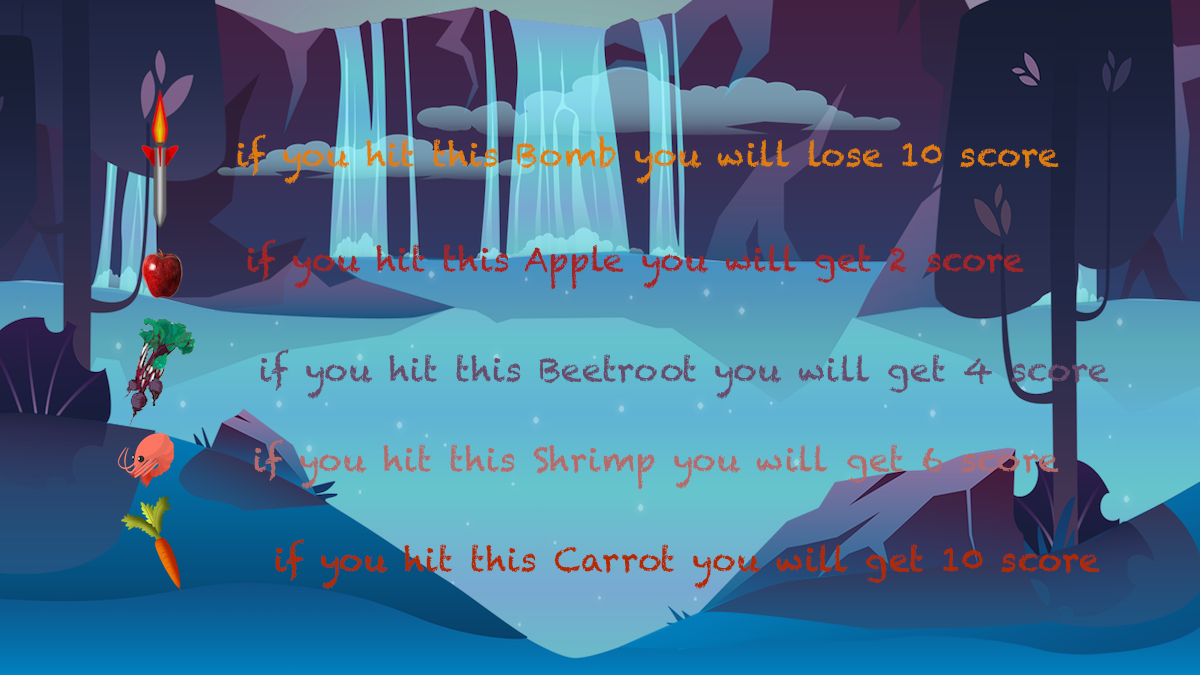 if you hit this Bomb you will lose 10 score
if you hit this Apple you will get 2 score
if you hit this Beetroot you will get 4 score
if you hit this Shrimp you will get 6 score
if you hit this Carrot you will get 10 score